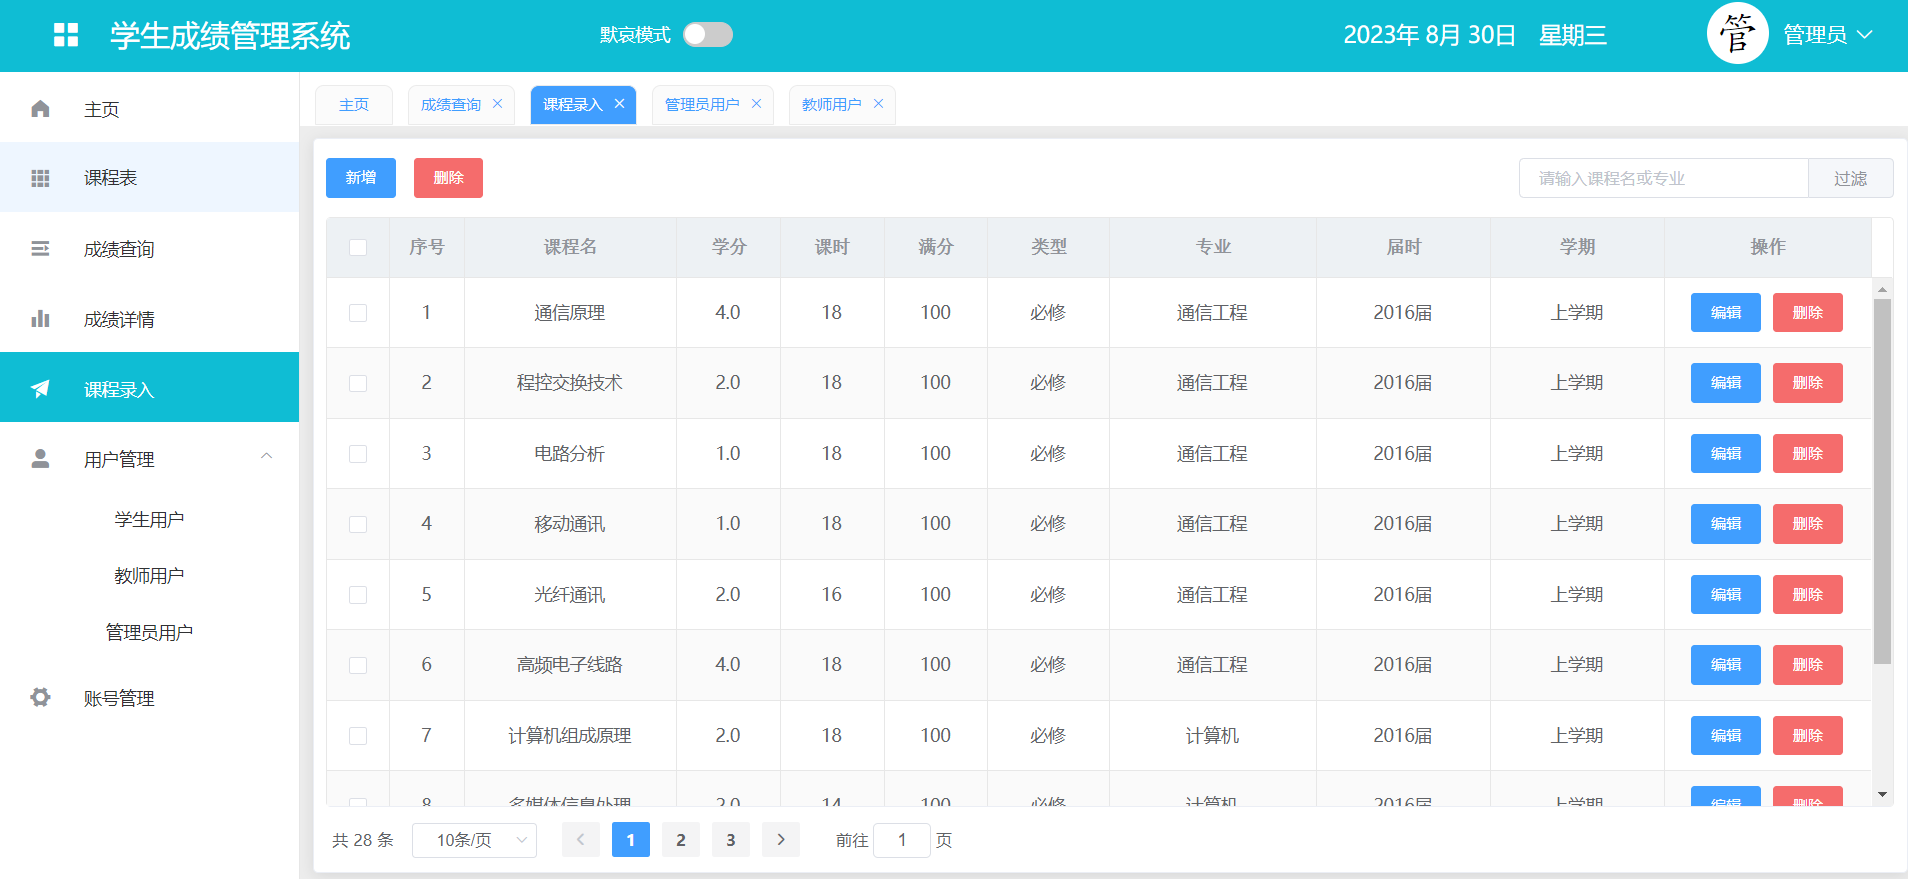 学生成绩管理系统
默哀模式
2023年 8月 30日 星期三
管
管理员
主页
课程表
成绩查询
成绩详情
课程录入
用户管理
学生用户
教师用户
管理员用户
账号管理
主页 成绩查询 课程录入 管理员用户 教师用户
新增 删除 请输入课程名或专业 过滤
序号 课程名 学分 课时 满分 类型 专业 届时 学期 操作
1 通信原理 4.0 18 100 必修 通信工程 2016届 上学期 编辑 删除
2 程控交换技术 2.0 18 100 必修 通信工程 2016届 上学期 编辑 删除
3 电路分析 1.0 18 100 必修 通信工程 2016届 上学期 编辑 删除
4 移动通讯 1.0 18 100 必修 通信工程 2016届 上学期 编辑 删除
5 光纤通讯 2.0 16 100 必修 通信工程 2016届 上学期 编辑 删除
6 高频电子线路 4.0 18 100 必修 通信工程 2016届 上学期 编辑 删除
7 计算机组成原理 2.0 18 100 必修 计算机 2016届 上学期 编辑 删除
8 多媒体信息处理 2.0 14 100 必修 计算机 2016届 上学期 编辑 删除
共 28 条 10条/页 1 2 3 前往 1 页